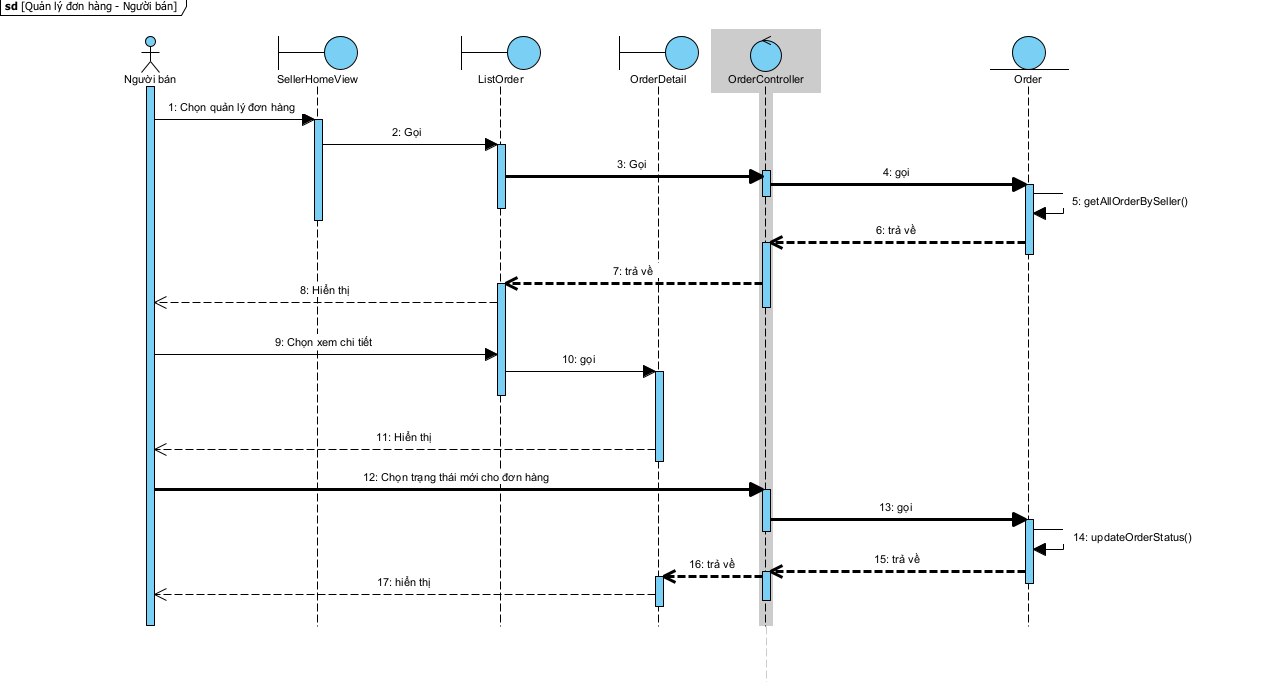 sd [Quản lý đơn hàng - Người bán]
Người bán
SellerHomeView
ListOrder
OrderDetail
OrderController
Order
1: Chọn quản lý đơn hàng
2: Gọi
3: Gọi
4: gọi
5: getAllOrderBySeller()
6: trả về
7: trả về
8: Hiển thị
9: Chọn xem chi tiết
10: gọi
11: Hiển thị
12: Chọn trạng thái mới cho đơn hàng
13: gọi
14: updateOrderStatus()
15: trả về
16: trả về
17: hiển thị